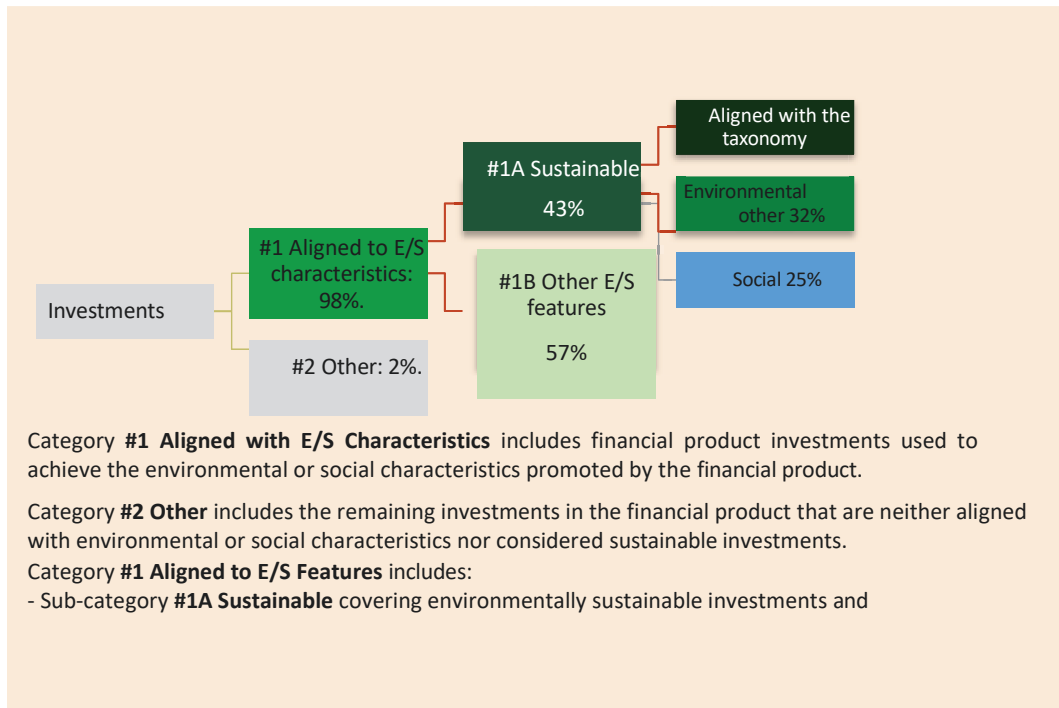 Aligned with the
taxonomy
#1A Sustainable
43%
Environmental
other 32%
#1 Aligned to E/S
characteristics:
98%.
#1B Other E/S
features
57%
Social 25%
Investments
#2 Other: 2%.
Category #1 Aligned with E/S Characteristics includes financial product investments used to
achieve the environmental or social characteristics promoted by the financial product.
Category #2 Other includes the remaining investments in the financial product that are neither aligned
with environmental or social characteristics nor considered sustainable investments.
Category #1 Aligned to E/S Features includes:
- Sub-category #1A Sustainable covering environmentally sustainable investments and